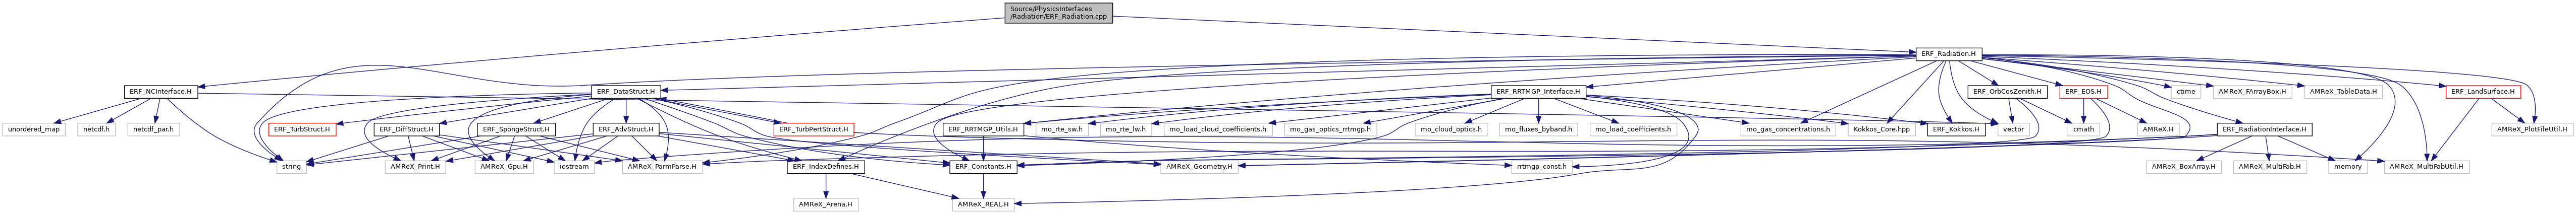 Source/PhysicsInterfaces
/Radiation/ERF_Radiation.cpp
ERF_Radiation.H
ERF_NCInterface.H
ERF_DataStruct.H
ERF_RRTMGP_Interface.H
ERF_OrbCosZenith.H
ERF_EOS.H
ctime
AMReX_FArrayBox.H
AMReX_TableData.H
ERF_LandSurface.H
unordered_map
netcdf.h
netcdf_par.h
ERF_TurbStruct.H
ERF_DiffStruct.H
ERF_SpongeStruct.H
ERF_AdvStruct.H
ERF_TurbPertStruct.H
ERF_RRTMGP_Utils.H
mo_rte_sw.h
mo_rte_lw.h
mo_load_cloud_coefficients.h
mo_gas_optics_rrtmgp.h
mo_cloud_optics.h
mo_fluxes_byband.h
mo_load_coefficients.h
mo_gas_concentrations.h
Kokkos_Core.hpp
ERF_Kokkos.H
vector
cmath
AMReX.H
ERF_RadiationInterface.H
AMReX_PlotFileUtil.H
string
AMReX_Print.H
AMReX_Gpu.H
iostream
AMReX_ParmParse.H
ERF_IndexDefines.H
ERF_Constants.H
AMReX_Geometry.H
rrtmgp_const.h
AMReX_BoxArray.H
AMReX_MultiFab.H
memory
AMReX_MultiFabUtil.H
AMReX_Arena.H
AMReX_REAL.H